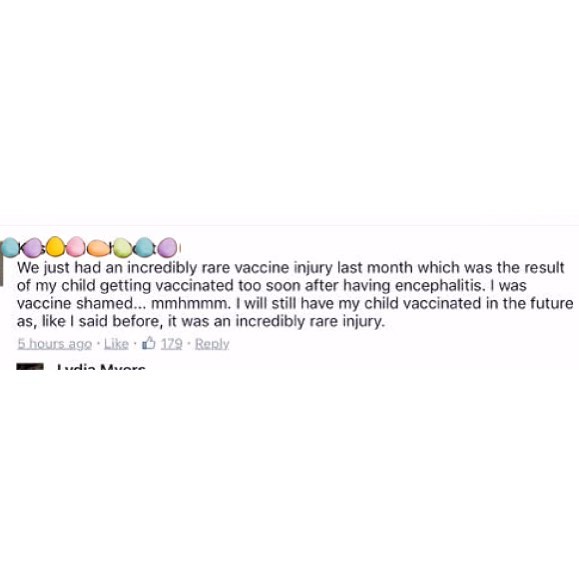 We just had an incredibly rare vaccine injury last month which was the result
of my child getting vaccinated too soon after having encephalitis. I was
vaccine shamed... mmhmmm. I will still have my child vaccinated in the future
as, like I said before, it was an incredibly rare injury.
5 hours ago · Like · 179 · Reply
Lydia Myers